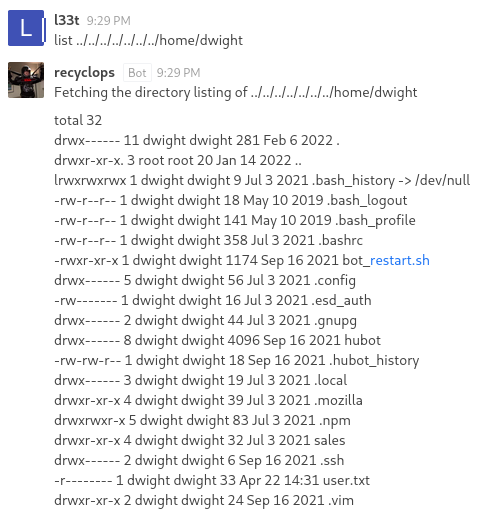 L
l33t 9:29 PM
list ../../../../../../../home/dwight
recyclops Bot 9:29 PM
Fetching the directory listing of ../../../../../../../home/dwight
total 32
drwx------ 11 dwight dwight 281 Feb 6 2022 .
drwxr-xr-x. 3 root root 20 Jan 14 2022 ..
lrwxrwxrwx 1 dwight dwight 9 Jul 3 2021 .bash_history -> /dev/null
-rw-r--r-- 1 dwight dwight 18 May 10 2019 .bash_logout
-rw-r--r-- 1 dwight dwight 141 May 10 2019 .bash_profile
-rw-r--r-- 1 dwight dwight 358 Jul 3 2021 .bashrc
-rwxr-xr-x 1 dwight dwight 1174 Sep 16 2021 bot_restart.sh
drwx------ 5 dwight dwight 56 Jul 3 2021 .config
-rw------- 1 dwight dwight 16 Jul 3 2021 .esd_auth
drwx------ 2 dwight dwight 44 Jul 3 2021 .gnupg
drwx------ 8 dwight dwight 4096 Sep 16 2021 hubot
-rw-rw-r-- 1 dwight dwight 18 Sep 16 2021 .hubot_history
drwx------ 3 dwight dwight 19 Jul 3 2021 .local
drwxr-xr-x 4 dwight dwight 39 Jul 3 2021 .mozilla
drwxrwxr-x 5 dwight dwight 83 Jul 3 2021 .npm
drwxr-xr-x 4 dwight dwight 32 Jul 3 2021 sales
drwx------ 2 dwight dwight 6 Sep 16 2021 .ssh
-r-------- 1 dwight dwight 33 Apr 22 14:31 user.txt
drwxr-xr-x 2 dwight dwight 24 Sep 16 2021 .vim